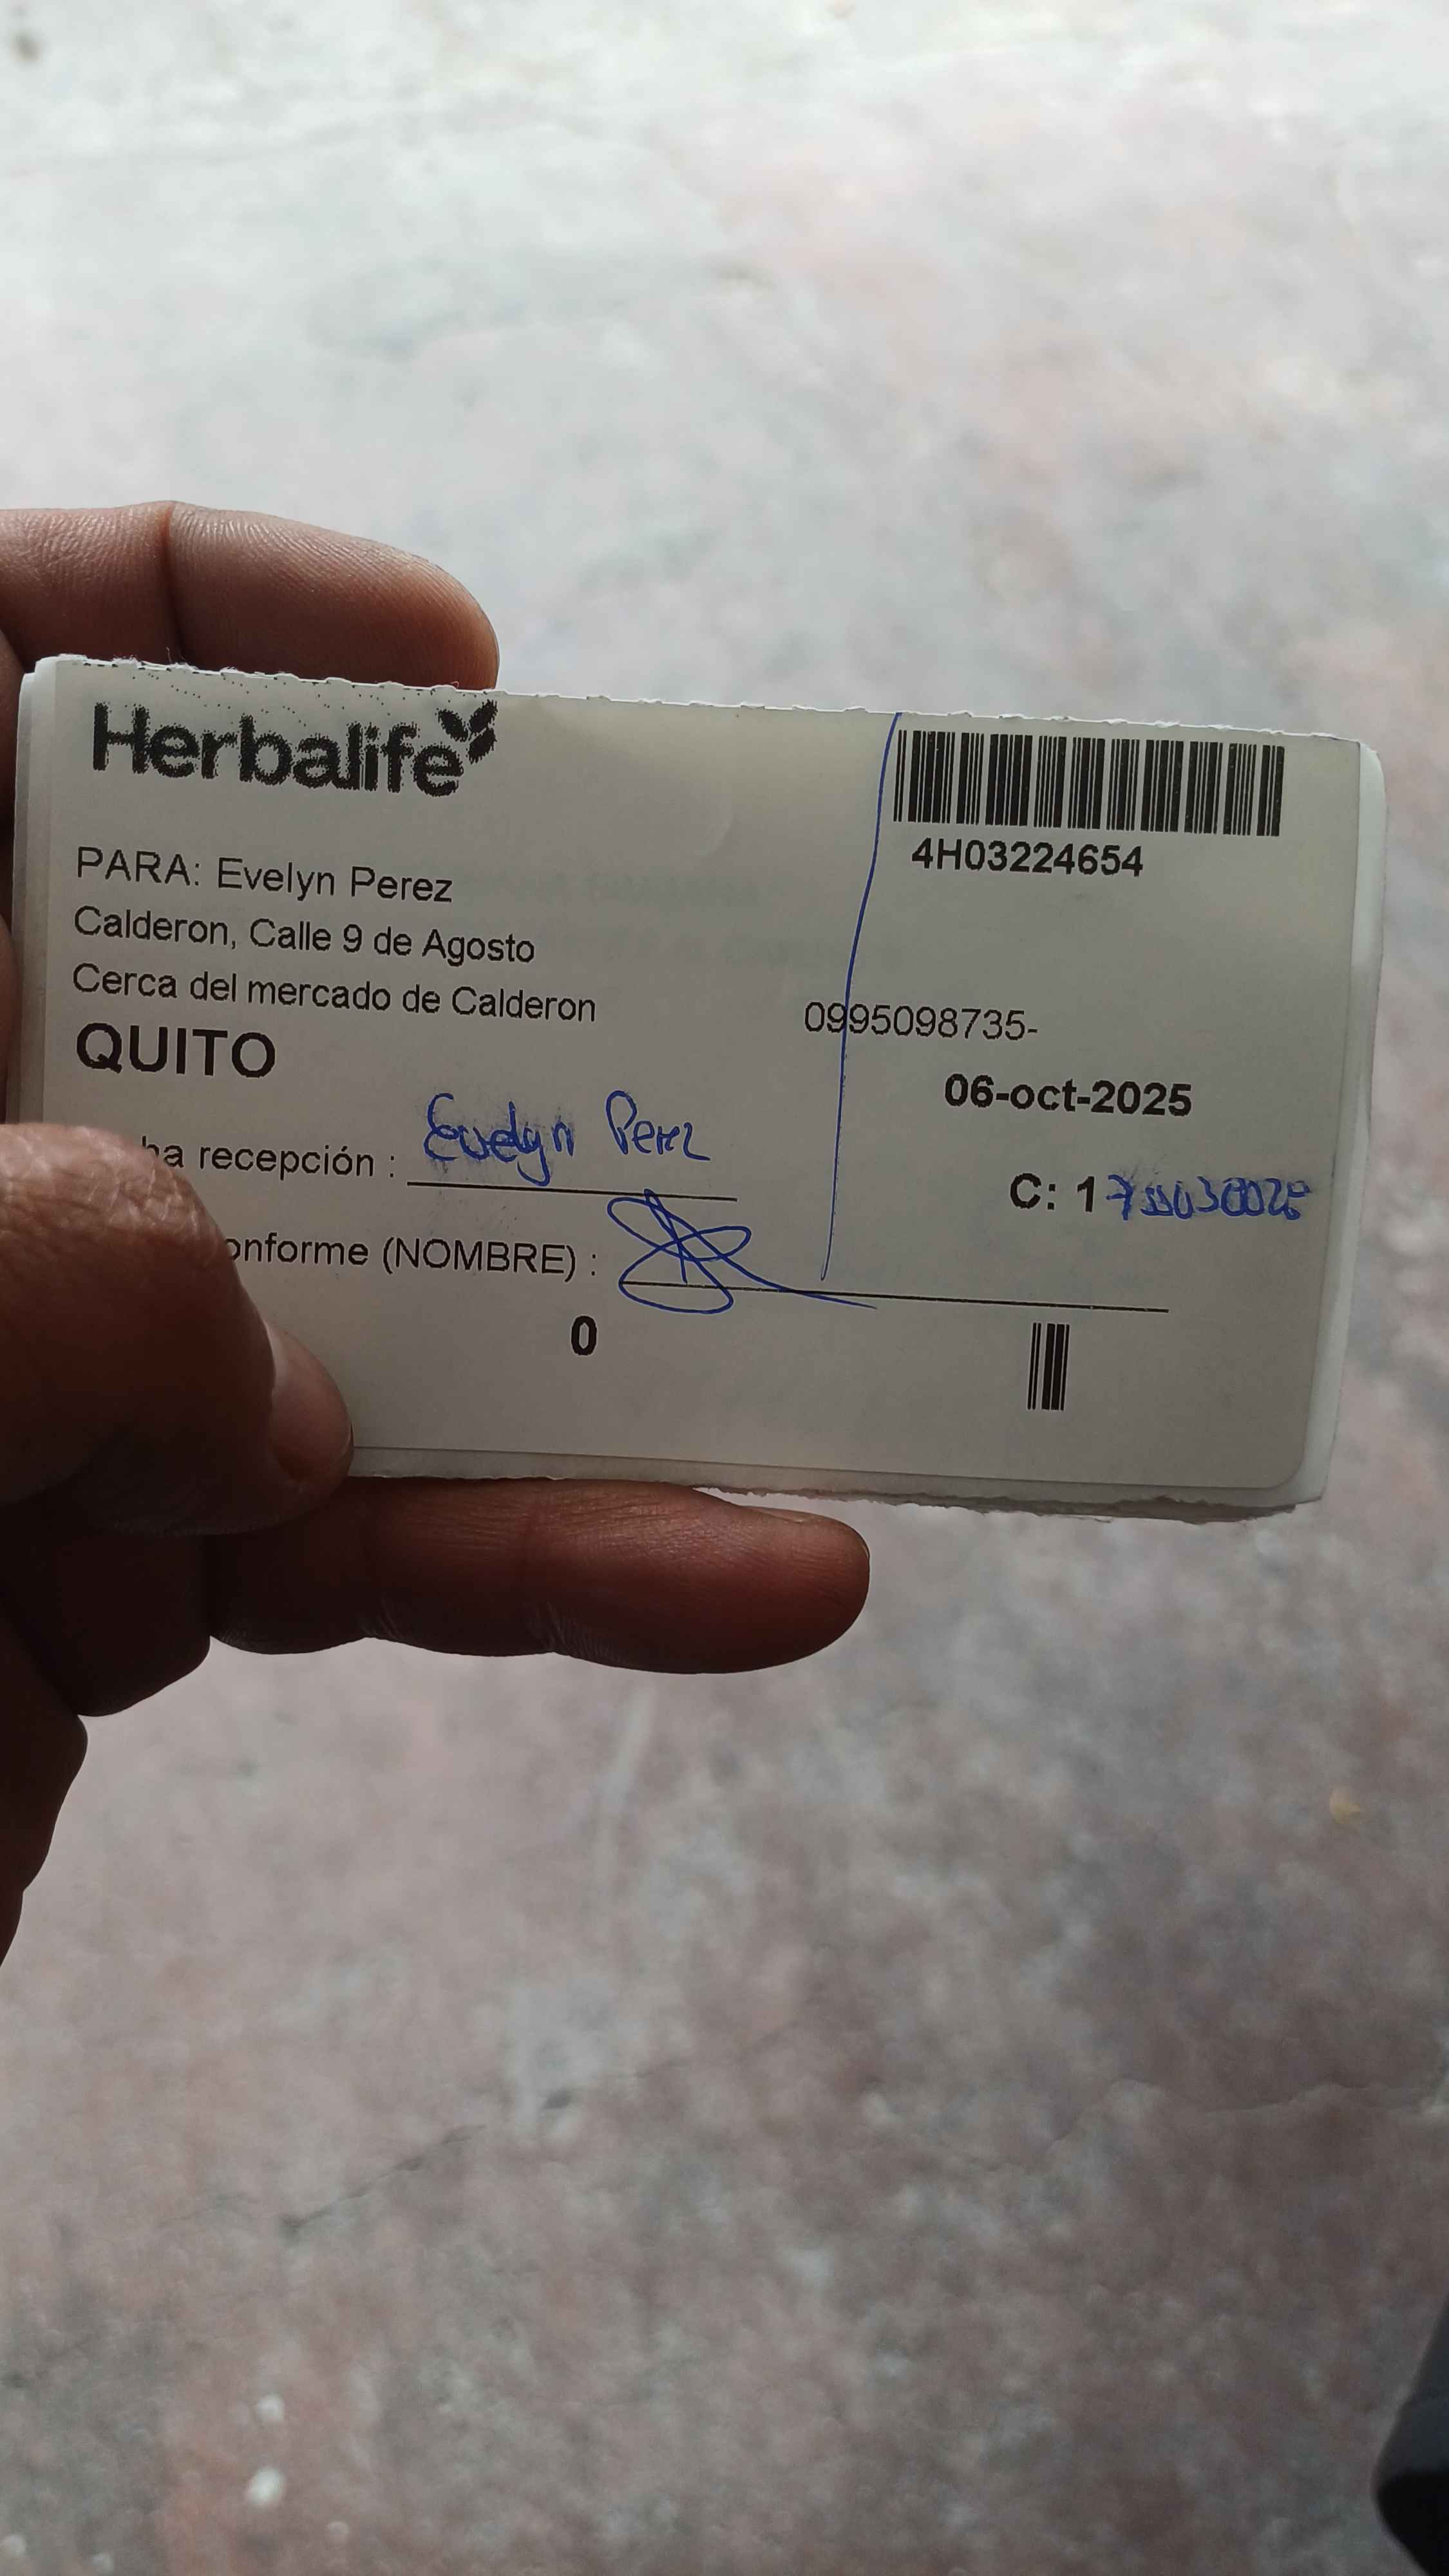 Herbalife
4H03224654
PARA: Evelyn Perez
Calderon, Calle 9 de Agosto
Cerca del mercado de Calderon
0995098735-
QUITO
06-oct-2025
ha recepción : Evelyn Perez
C: 1
onforme (NOMBRE) :
0